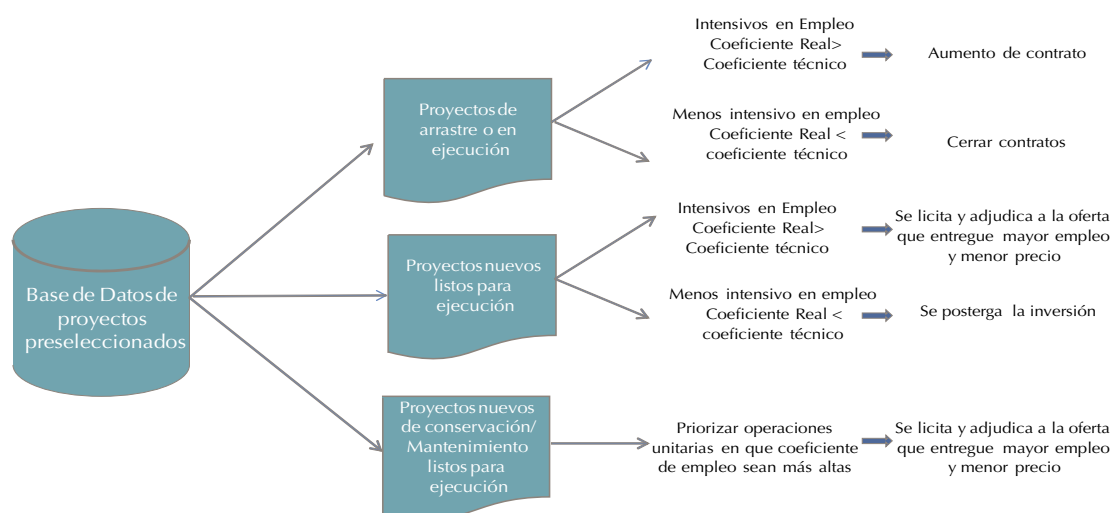 Base de Datos de
proyectos
preseleccionados
Proyectos de
arrastre o en
ejecución
Intensivos en Empleo
Coeficiente Real>
Coeficiente técnico
Aumento de contrato
Menos intensivo en empleo
Coeficiente Real <
coeficiente técnico
Cerrar contratos
Proyectos nuevos
listos para
ejecución
Intensivos en Empleo
Coeficiente Real>
Coeficiente técnico
Se licita y adjudica a la oferta
que entregue mayor empleo
y menor precio
Menos intensivo en empleo
Coeficiente Real <
coeficiente técnico
Se posterga la inversión
Proyectos nuevos
de conservación/
Mantenimiento
listos para
ejecución
Priorizar operaciones
unitarias en que coeficiente
de empleo sean más altas
Se licita y adjudica a la oferta
que entregue mayor empleo
y menor precio